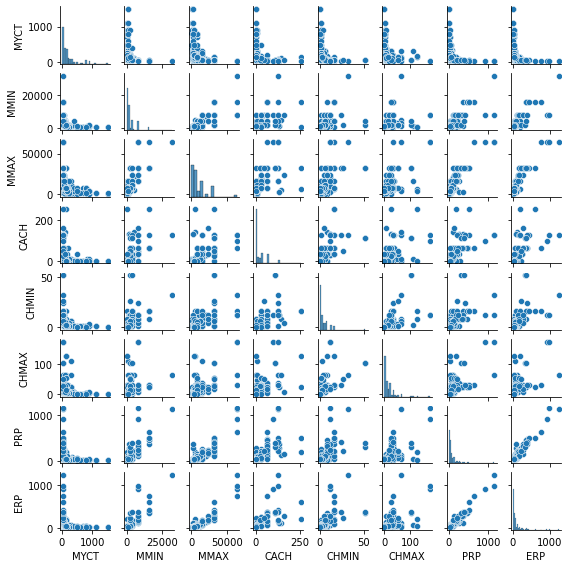 MYCT
1000
0
MMIN
20000
0
MMAX
50000
0
CACH
200
0
CHMIN
50
0
CHMAX
100
0
PRP
1000
0
ERP
1000
0
0 1000 0 25000 0 50000 0 250 0 50 0 100 0 1000 0 1000
MYCT MMIN MMAX CACH CHMIN CHMAX PRP ERP